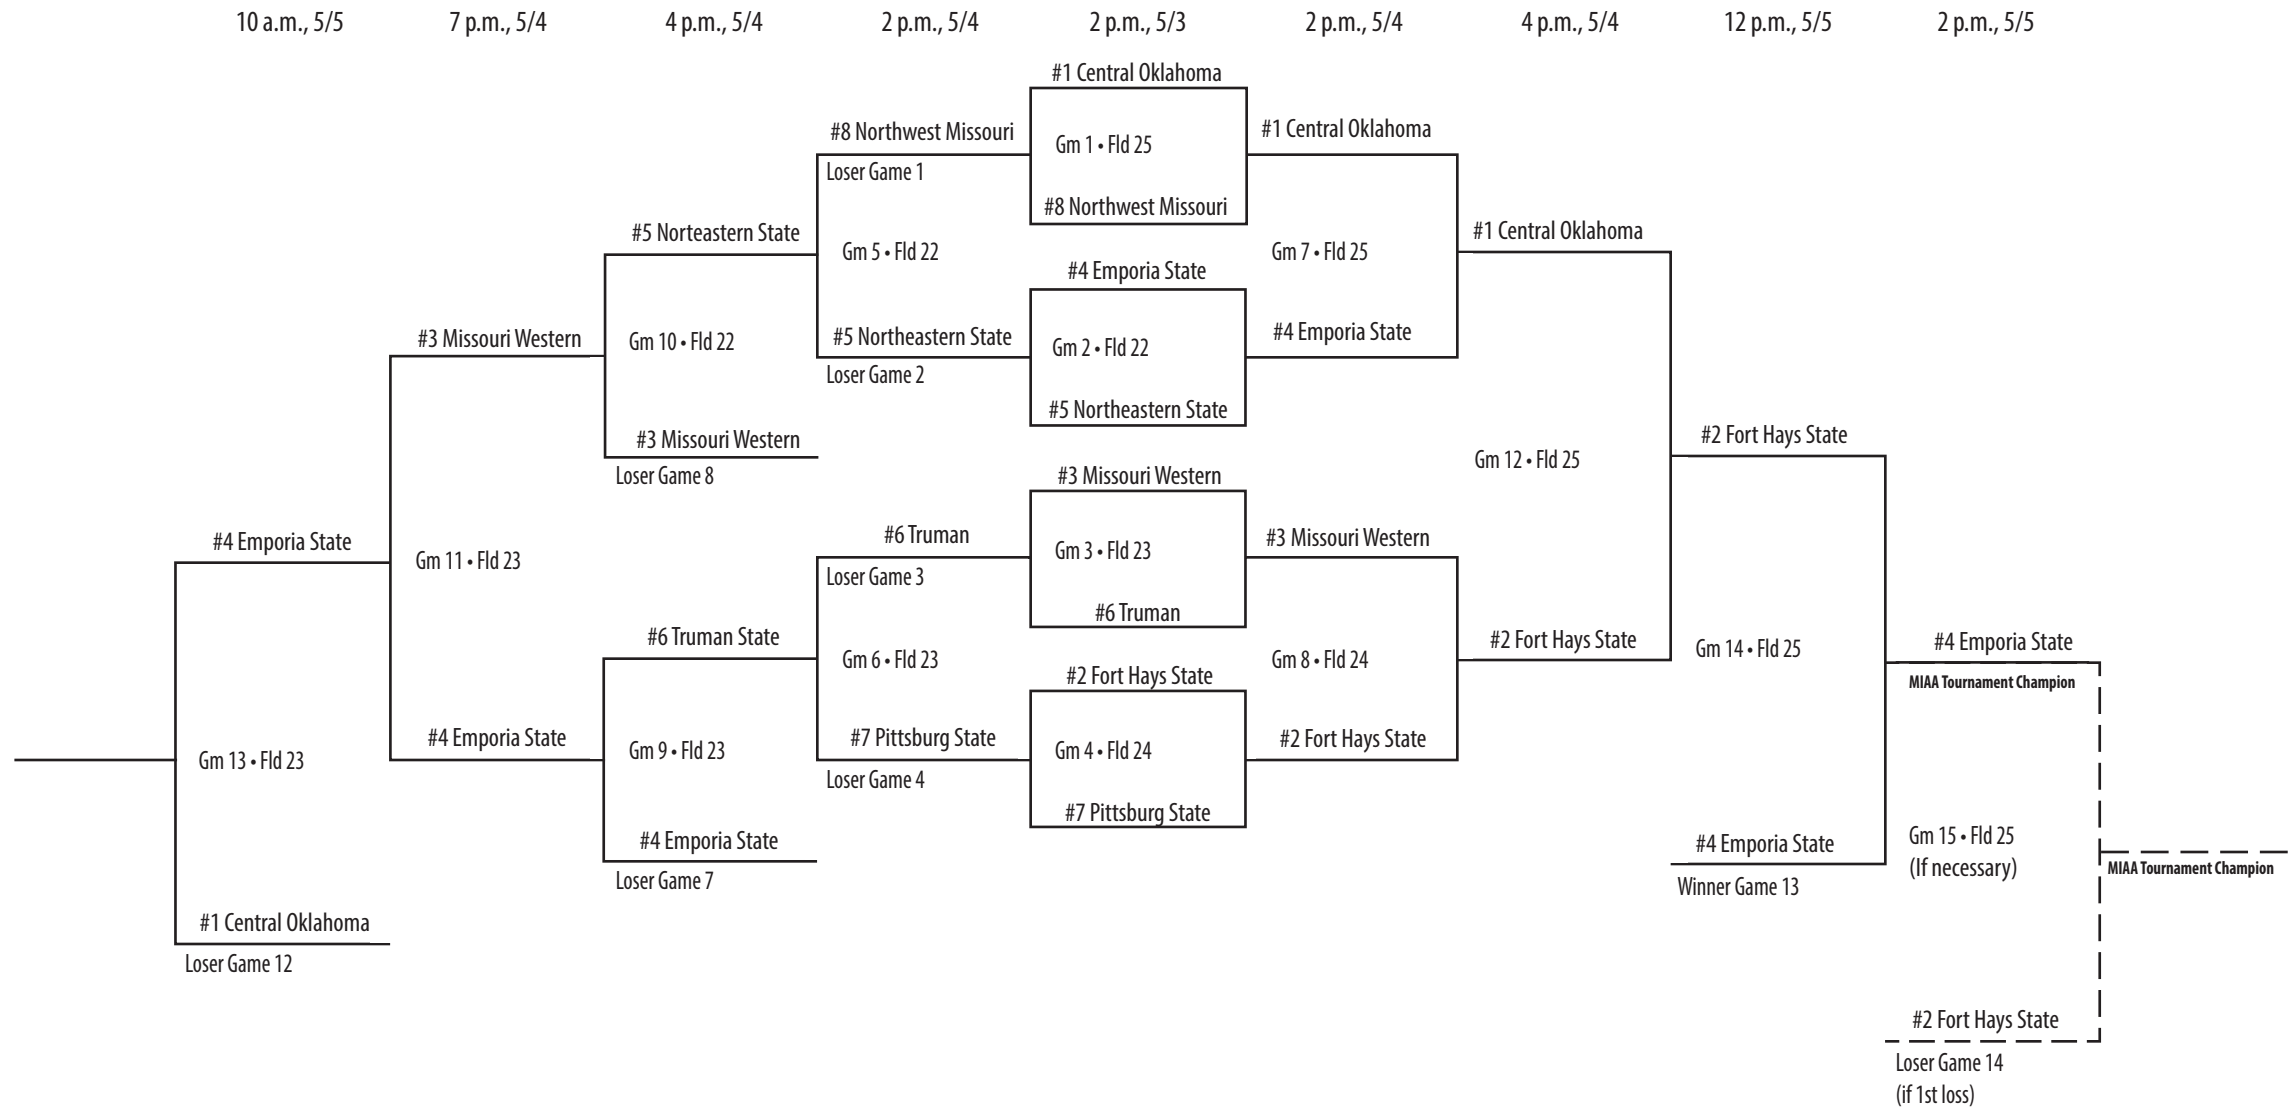 10 a.m., 5/5
7 p.m., 5/4
4 p.m., 5/4
2 p.m., 5/4
2 p.m., 5/3
2 p.m., 5/4
4 p.m., 5/4
12 p.m., 5/5
2 p.m., 5/5
#4 Emporia State
Gm 13 • Fld 23
#1 Central Oklahoma
Loser Game 12
#3 Missouri Western
Gm 11 • Fld 23
#4 Emporia State
#5 Norteastern State
Gm 10 • Fld 22
#3 Missouri Western
Loser Game 8
#6 Truman State
Gm 9 • Fld 23
#4 Emporia State
Loser Game 7
#8 Northwest Missouri
Loser Game 1
Gm 5 • Fld 22
#5 Northeastern State
Loser Game 2
#6 Truman
Loser Game 3
Gm 6 • Fld 23
#7 Pittsburg State
Loser Game 4
#1 Central Oklahoma
Gm 1 • Fld 25
#8 Northwest Missouri
#4 Emporia State
Gm 2 • Fld 22
#5 Northeastern State
#3 Missouri Western
Gm 3 • Fld 23
#6 Truman
#2 Fort Hays State
Gm 4 • Fld 24
#7 Pittsburg State
#1 Central Oklahoma
Gm 7 • Fld 25
#4 Emporia State
#3 Missouri Western
Gm 8 • Fld 24
#2 Fort Hays State
#1 Central Oklahoma
Gm 12 • Fld 25
#2 Fort Hays State
#2 Fort Hays State
Gm 14 • Fld 25
#4 Emporia State
Winner Game 13
#4 Emporia State
MIAA Tournament Champion
Gm 15 • Fld 25
(If necessary)
#2 Fort Hays State
Loser Game 14
(if 1st loss)
MIAA Tournament Champion